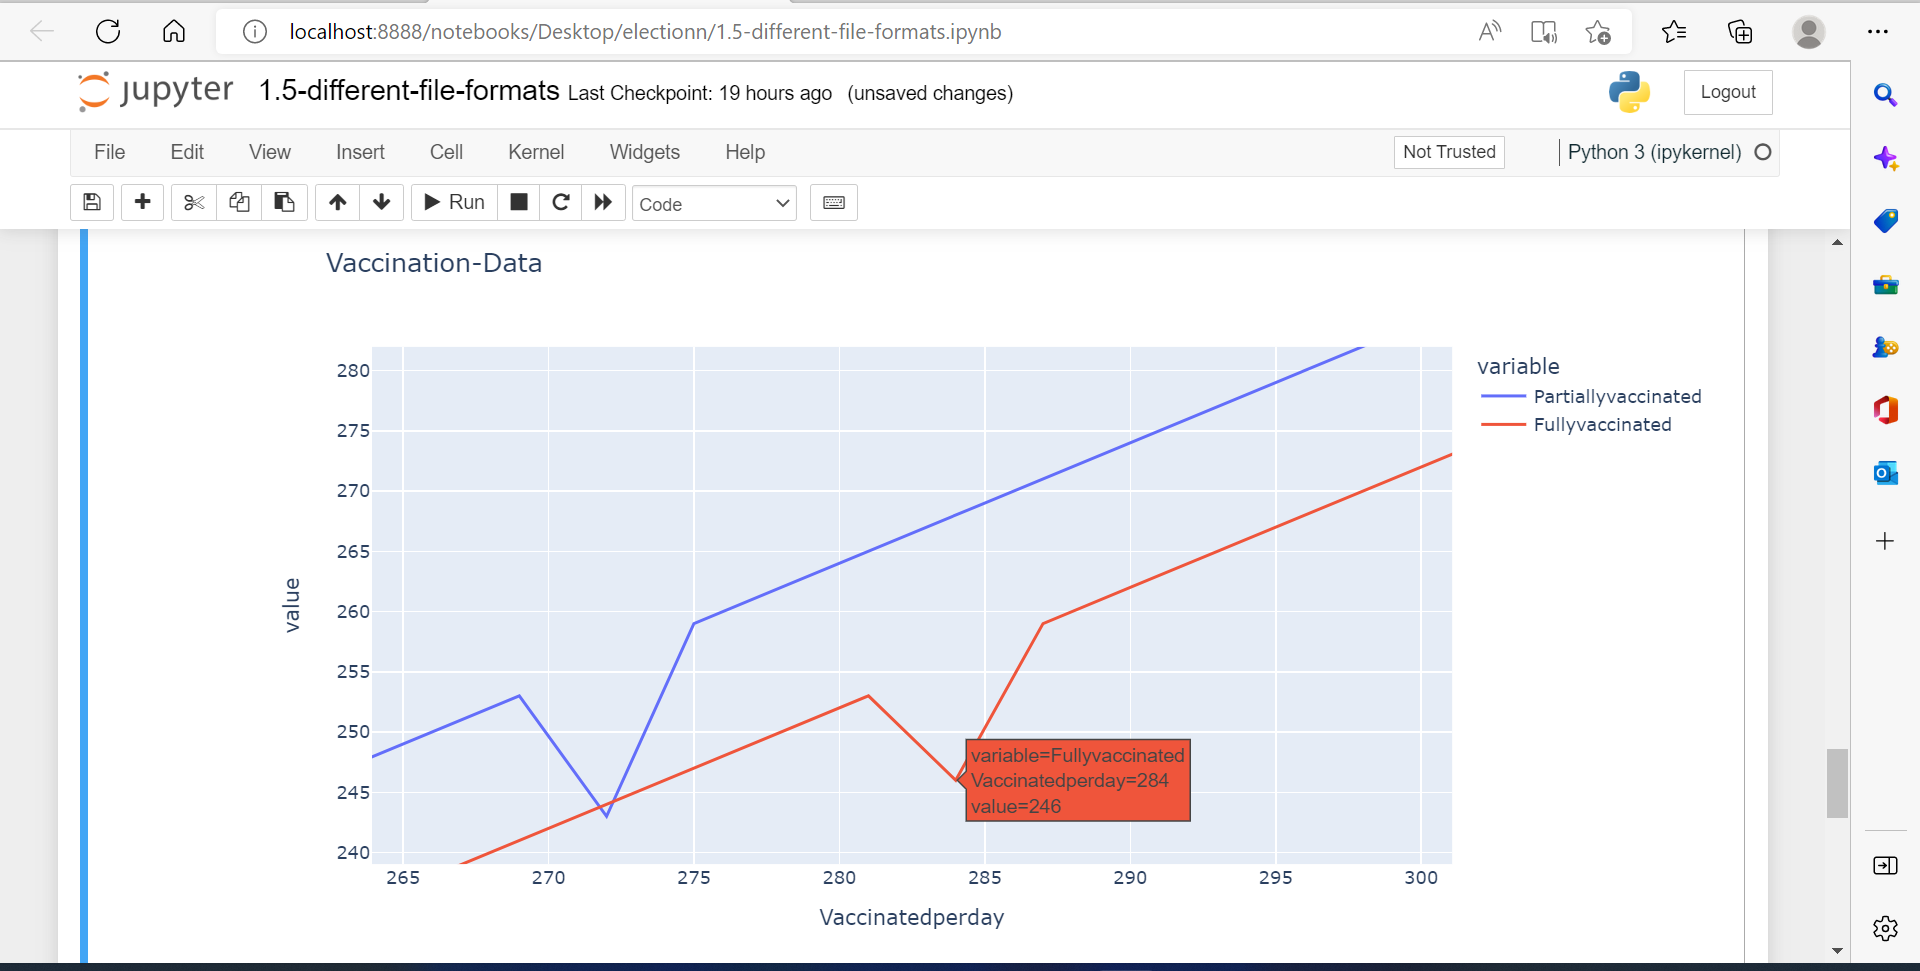 localhost:8888/notebooks/Desktop/electionn/1.5-different-file-formats.ipynb
jupyter 1.5-different-file-formats Last Checkpoint: 19 hours ago (unsaved changes)
Logout
File Edit View Insert Cell Kernel Widgets Help
Not Trusted
Python 3 (ipykernel)
Run
Code
Vaccination-Data
280
275
270
265
260
255
250
245
240
value
variable
Partiallyvaccinated
Fullyvaccinated
variable=Fullyvaccinated
Vaccinatedperday=284
value=246
265 270 275 280 285 290 295 300
Vaccinatedperday